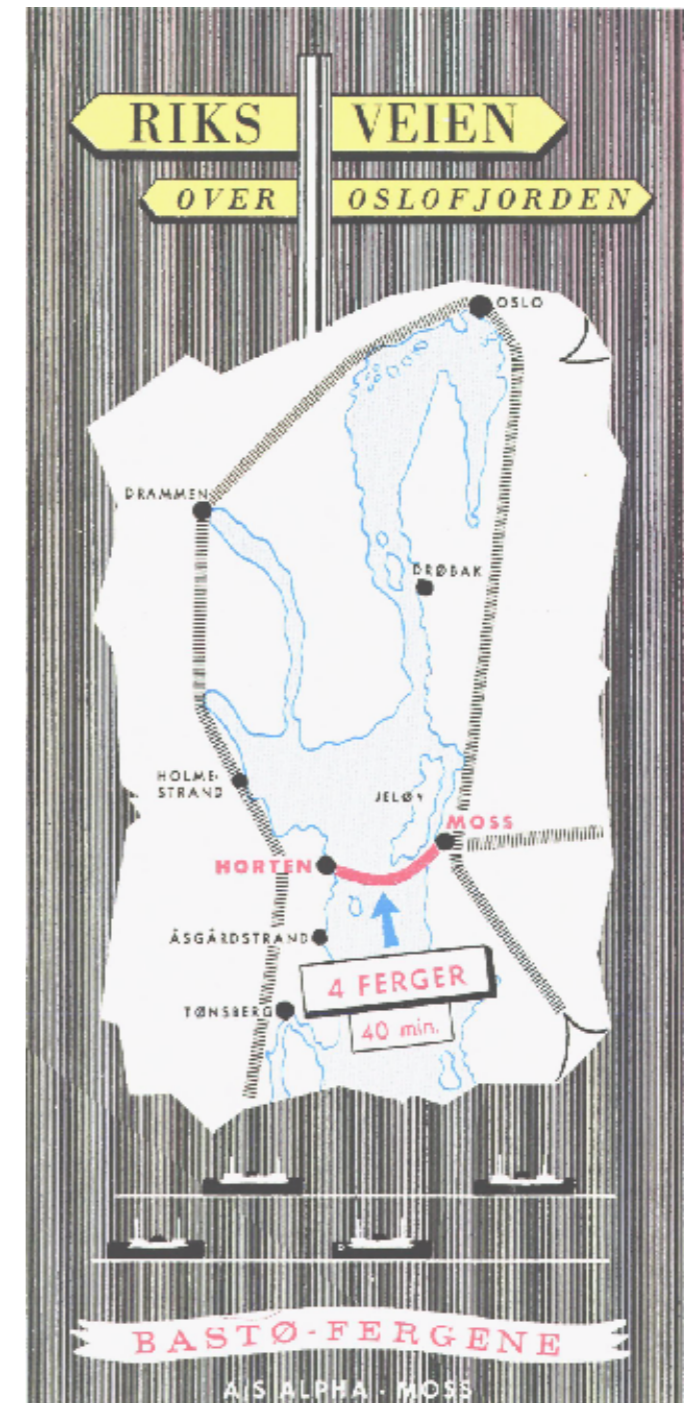 RIKS VEIEN
OVER OSLOFJORDEN
OSLO
DRAMMEN
DRØBAK
HOLME-
STRAND
JELØY
MOSS
HORTEN
ÅSGÅRDSTRAND
4 FERGER
TØNSBERG
40 min.
BASTØ-FERGENE
A/S ALPHA · MOSS